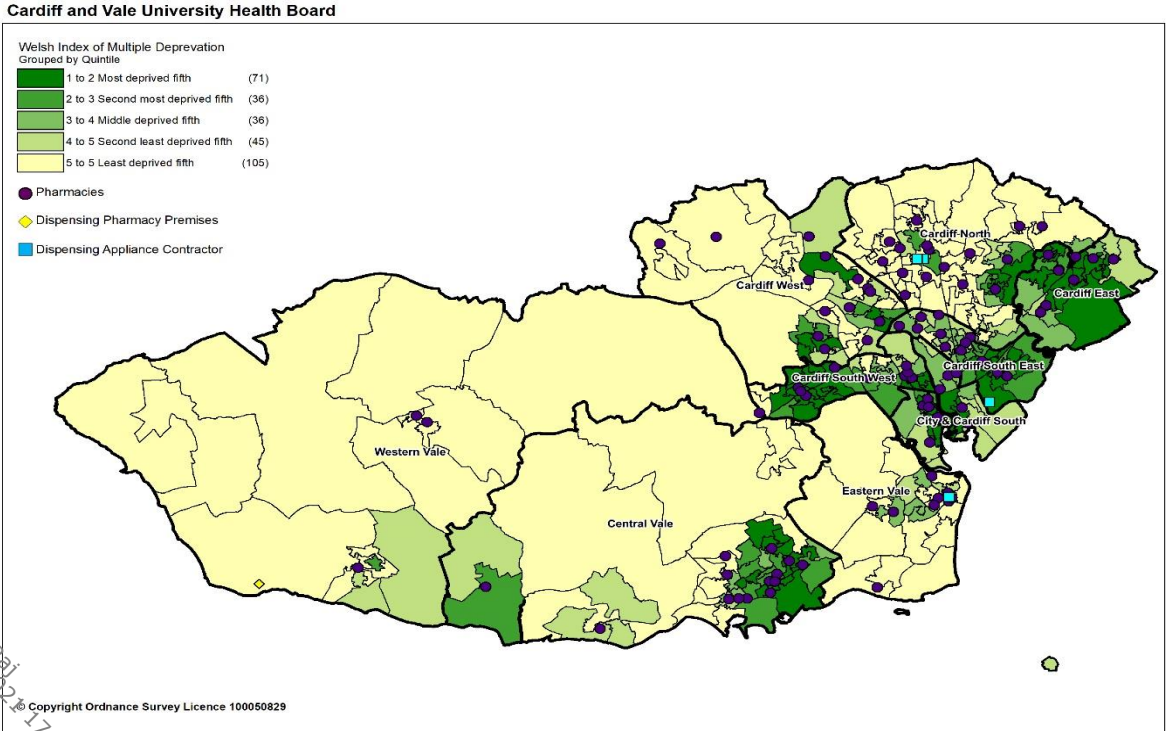 Cardiff and Vale University Health Board
Welsh Index of Multiple Deprevation
Grouped by Quintile
1 to 2 Most deprived fifth (71)
2 to 3 Second most deprived fifth (36)
3 to 4 Middle deprived fifth (36)
4 to 5 Second least deprived fifth (45)
5 to 5 Least deprived fifth (105)
Pharmacies
Dispensing Pharmacy Premises
Dispensing Appliance Contractor
Cardiff North
Cardiff West
Cardiff East
Cardiff South East
Cardiff South West
City & Cardiff South
Western Vale
Eastern Vale
Central Vale
© Copyright Ordnance Survey Licence 100050829